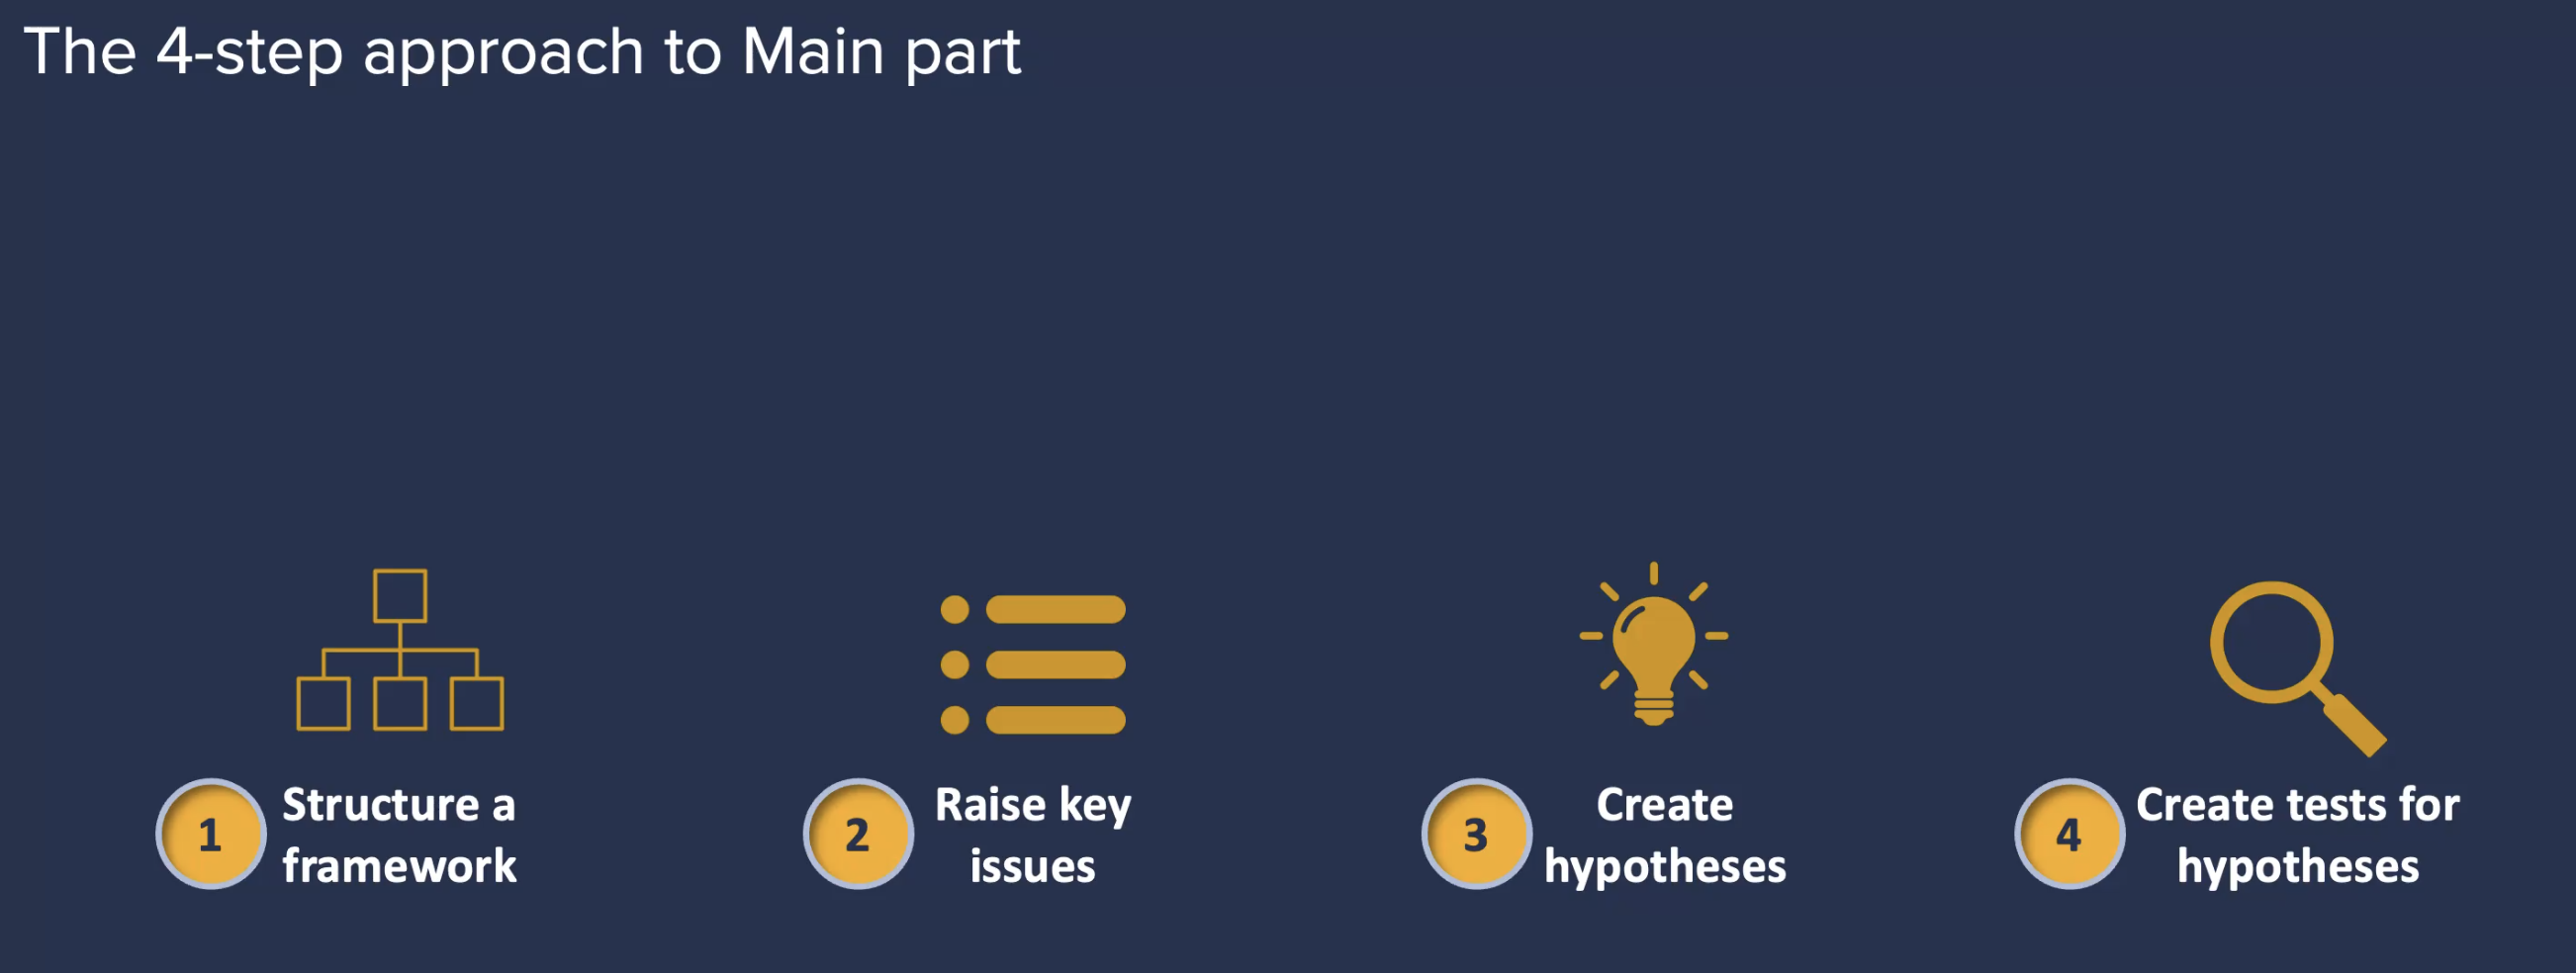 The 4-step approach to Main part
1
Structure a
framework
2
Raise key
issues
3
Create
hypotheses
4
Create tests for
hypotheses